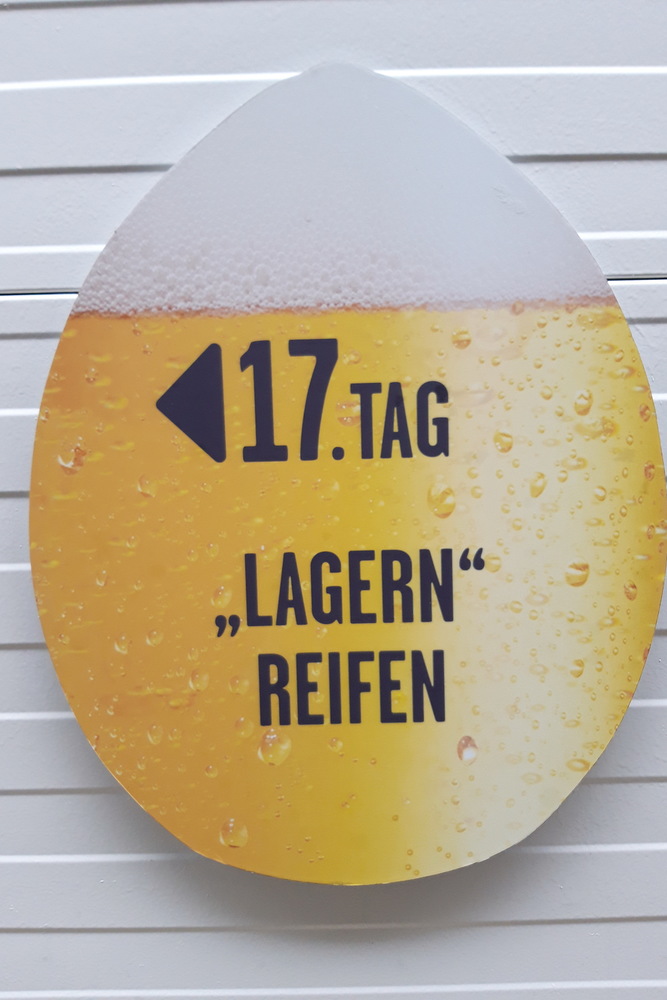 17. TAG
„LAGERN“
REIFEN